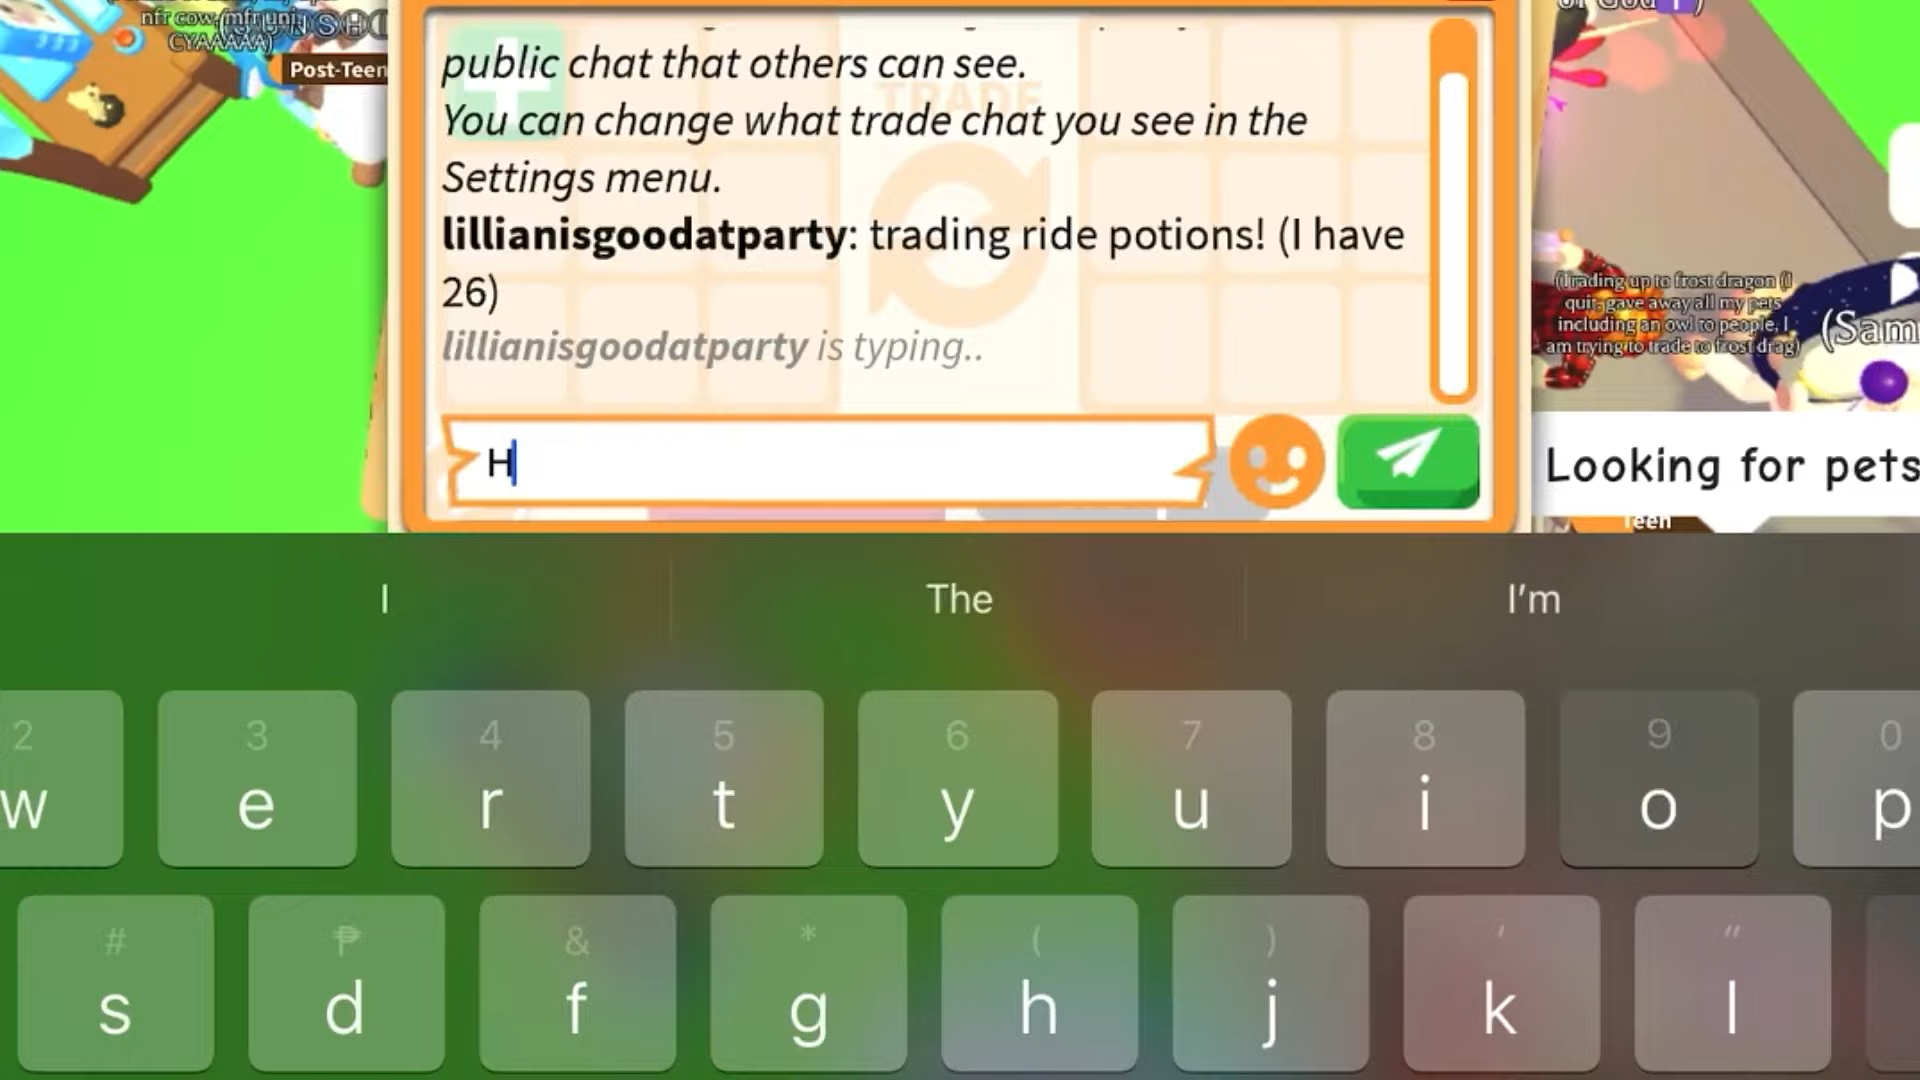 nfr cow,(mfr uni,
CYAAAAA)
Post-Teen
public chat that others can see.
You can change what trade chat you see in the
Settings menu.
lillianisgoodatparty: trading ride potions! (I have
26)
lillianisgoodatparty is typing..
H
TRADE
of God
(Trading up to frost dragon (I
quit, gave away all my pets
including an owl to people, I
am trying to trade to frost drag)
(Sam
Looking for pets
Teen
I The I'm
2 3 4 5 6 7 8 9 0
w e r t y u i o p
# ₱ & * ( ) ' "
s d f g h j k l